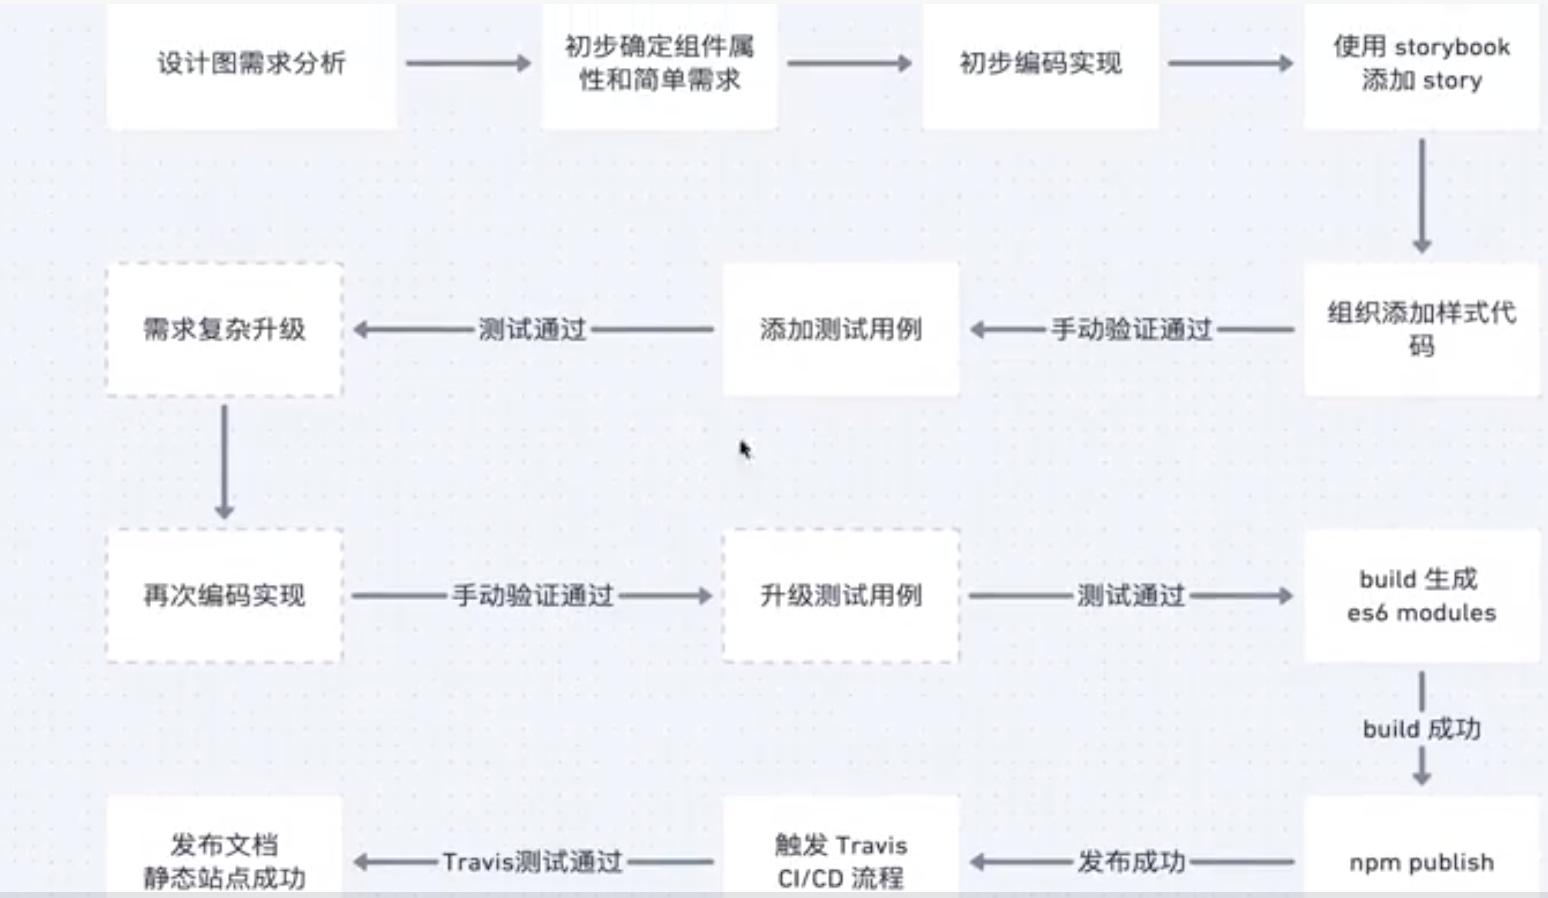 设计图需求分析
初步确定组件属
性和简单需求
初步编码实现
使用 storybook
添加 story
需求复杂升级
测试通过
添加测试用例
手动验证通过
组织添加样式代
码
再次编码实现
手动验证通过
升级测试用例
测试通过
build 生成
es6 modules
build 成功
发布文档
静态站点成功
Travis测试通过
触发 Travis
CI/CD 流程
发布成功
npm publish